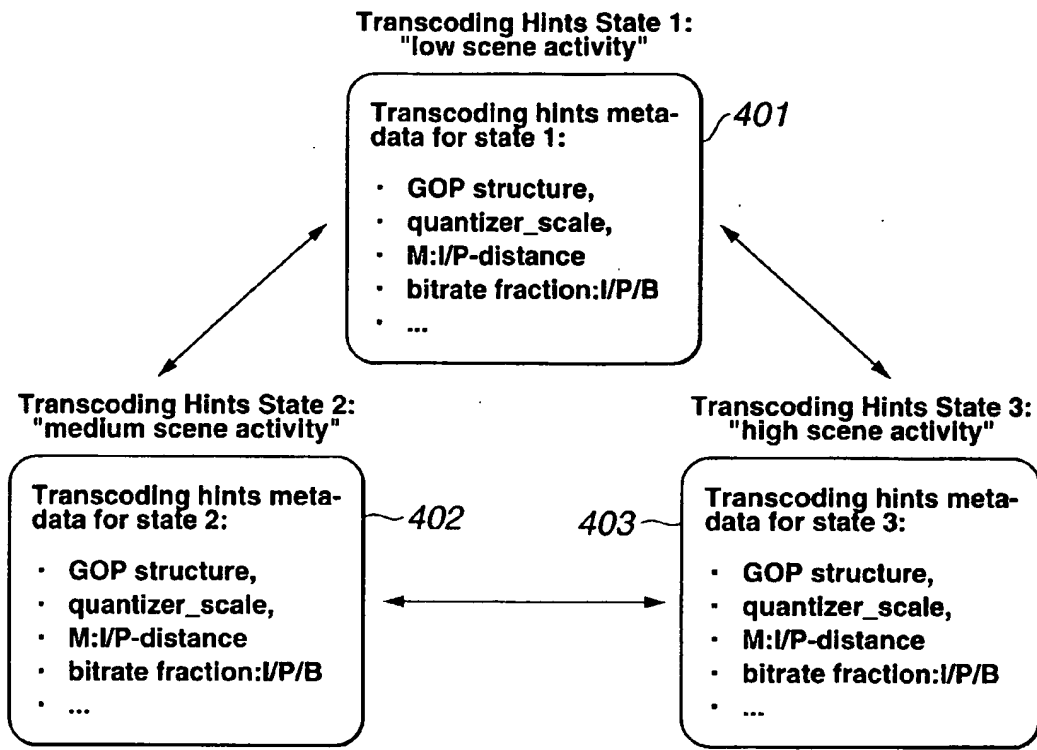 Transcoding Hints State 1:
"low scene activity"
Transcoding hints meta-
data for state 1:
· GOP structure,
· quantizer_scale,
· M:I/P-distance
· bitrate fraction:I/P/B
· ...
401
Transcoding Hints State 2:
"medium scene activity"
Transcoding hints meta-
data for state 2:
· GOP structure,
· quantizer_scale,
· M:I/P-distance
· bitrate fraction:I/P/B
· ...
402
Transcoding Hints State 3:
"high scene activity"
403
Transcoding hints meta-
data for state 3:
· GOP structure,
· quantizer_scale,
· M:I/P-distance
· bitrate fraction:I/P/B
· ...